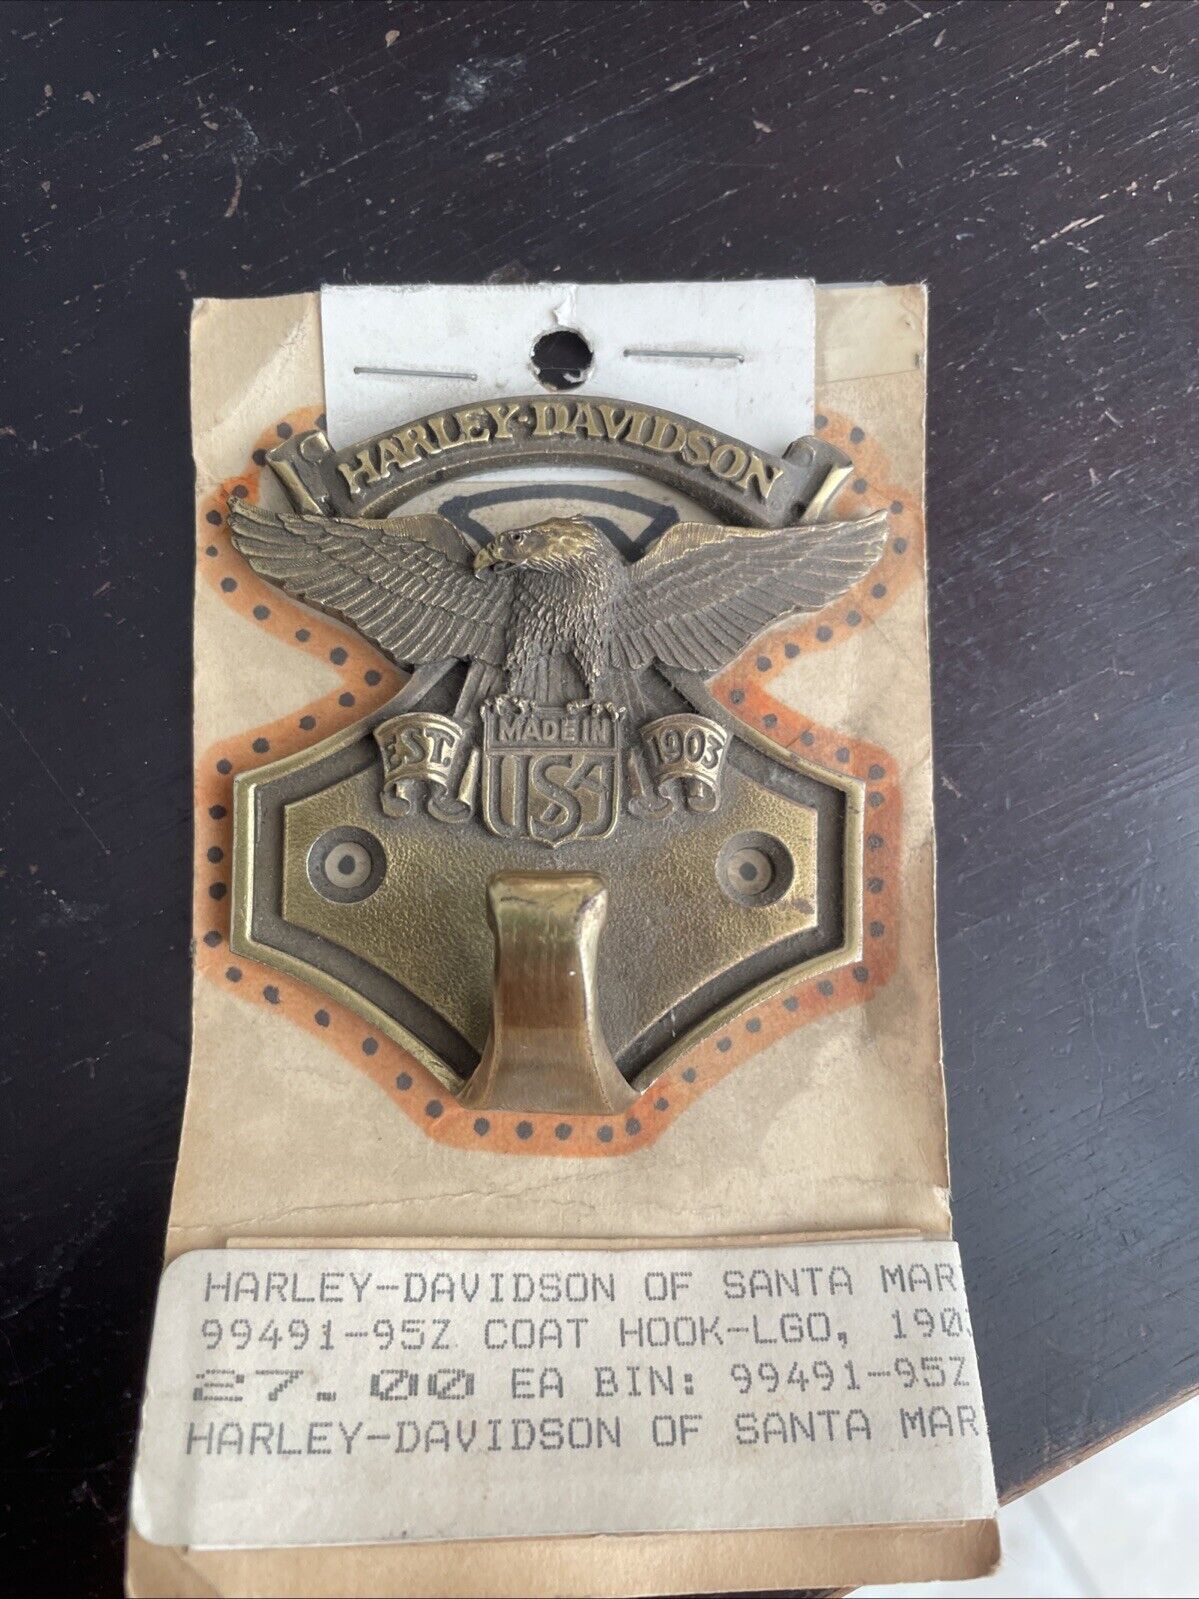 HARLEY-DAVIDSON
EST.
MADE IN
USA
1903
HARLEY-DAVIDSON OF SANTA MAR
99491-95Z COAT HOOK-LGO, 190
27.00 EA BIN: 99491-95Z
HARLEY-DAVIDSON OF SANTA MAR